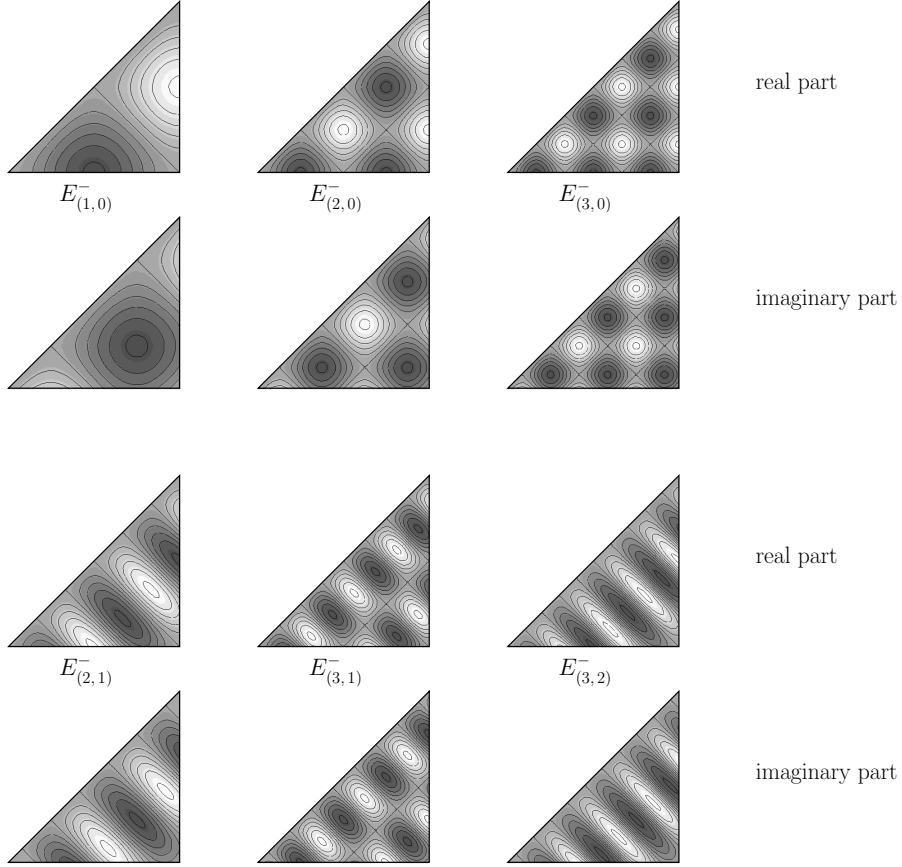 real part
E⁻₍₁,₀₎ E⁻₍₂,₀₎ E⁻₍₃,₀₎
imaginary part
real part
E⁻₍₂,₁₎ E⁻₍₃,₁₎ E⁻₍₃,₂₎
imaginary part